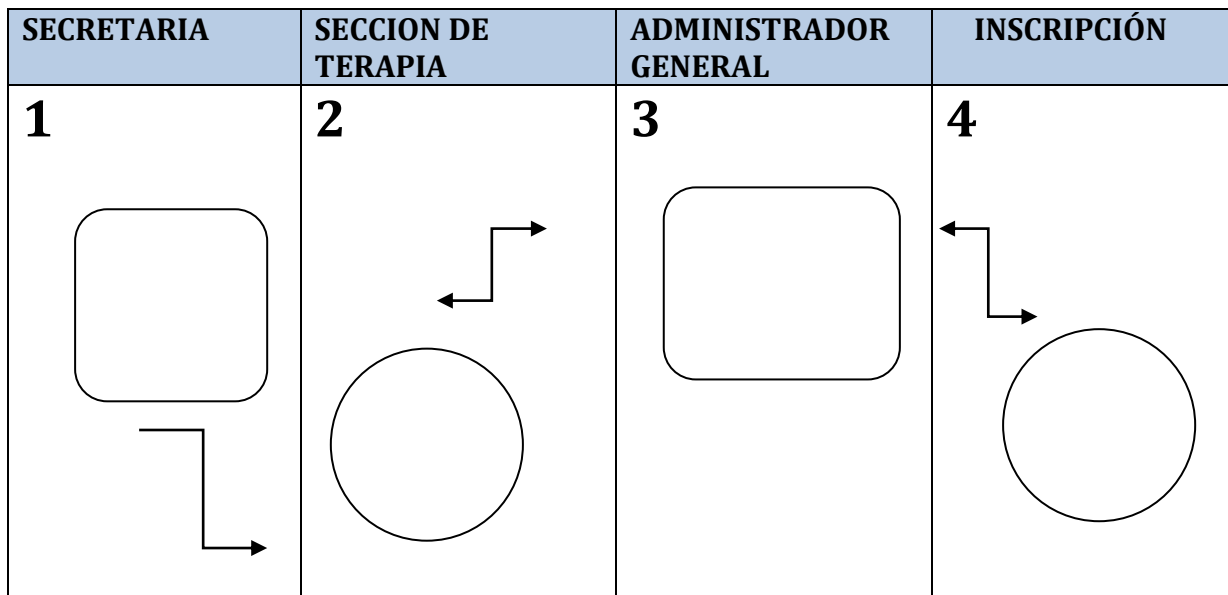 SECRETARIA
SECCION DE
TERAPIA
ADMINISTRADOR
GENERAL
INSCRIPCIÓN
1
2
3
4